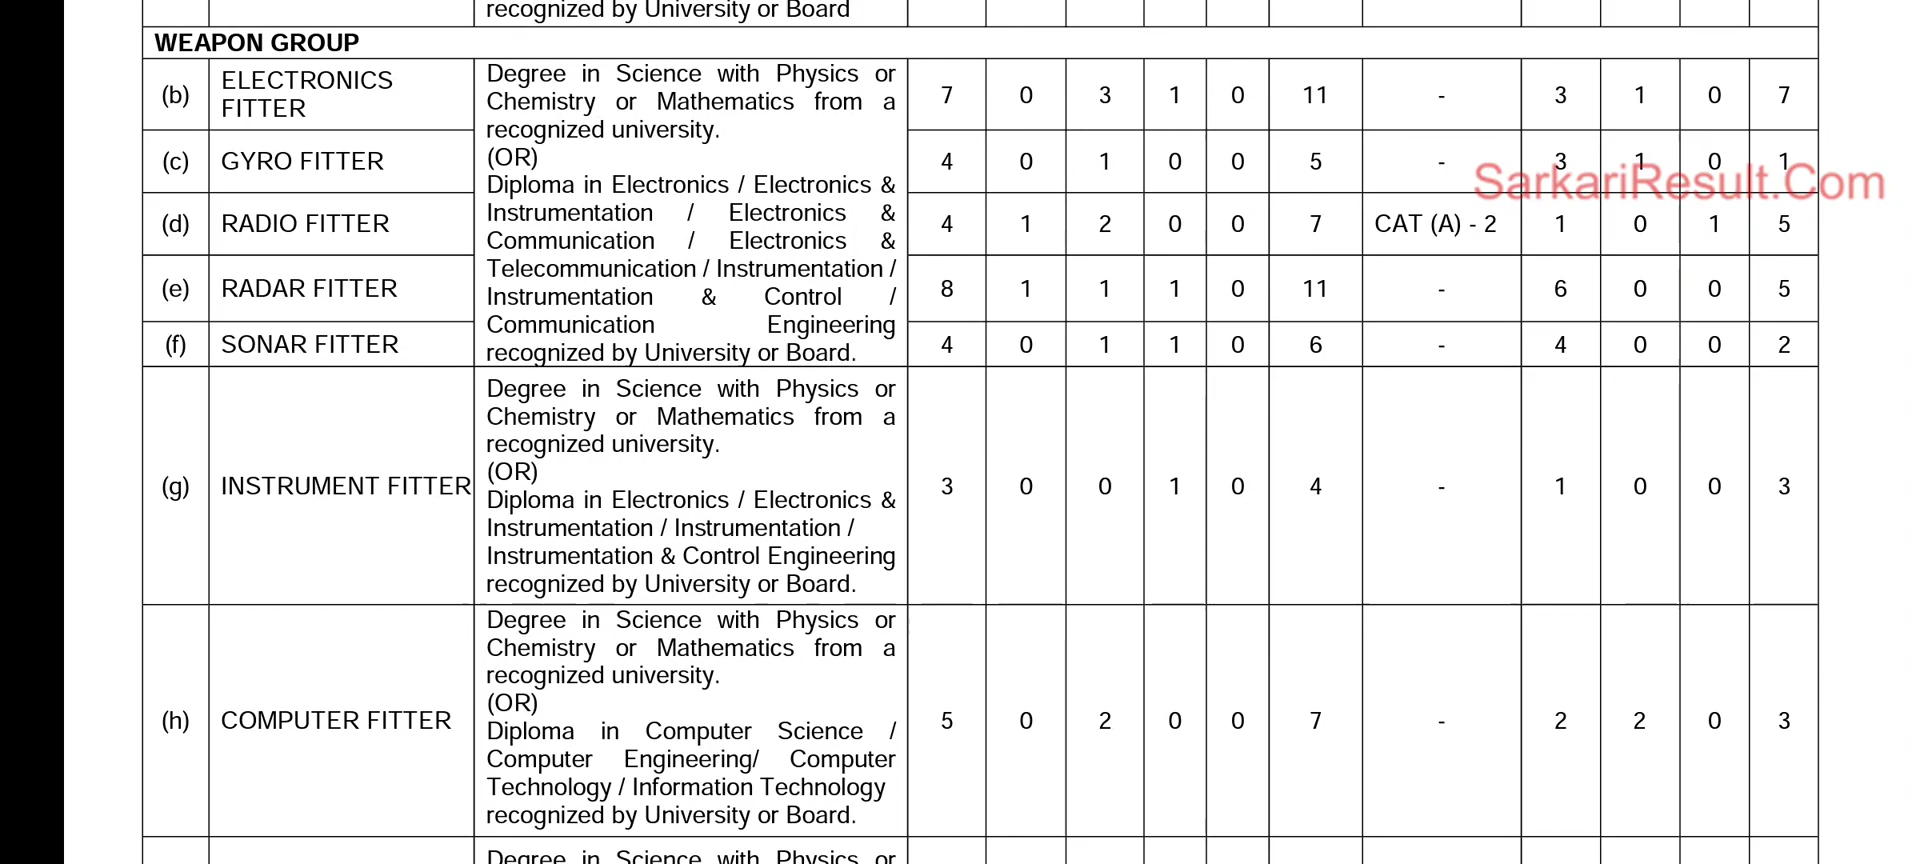 recognized by University or Board
WEAPON GROUP
(b) ELECTRONICS FITTER 7 0 3 1 0 11 - 3 1 0 7
Degree in Science with Physics or
Chemistry or Mathematics from a
recognized university.
(OR)
Diploma in Electronics / Electronics &
Instrumentation / Electronics &
Communication / Electronics &
Telecommunication / Instrumentation /
Instrumentation & Control /
Communication Engineering
recognized by University or Board.
(c) GYRO FITTER 4 0 1 0 0 5 - 3 1 0 1
SarkariResult.Com
(d) RADIO FITTER 4 1 2 0 0 7 CAT (A) - 2 1 0 1 5
(e) RADAR FITTER 8 1 1 1 0 11 - 6 0 0 5
(f) SONAR FITTER 4 0 1 1 0 6 - 4 0 0 2
(g) INSTRUMENT FITTER 3 0 0 1 0 4 - 1 0 0 3
Degree in Science with Physics or
Chemistry or Mathematics from a
recognized university.
(OR)
Diploma in Electronics / Electronics &
Instrumentation / Instrumentation /
Instrumentation & Control Engineering
recognized by University or Board.
(h) COMPUTER FITTER 5 0 2 0 0 7 - 2 2 0 3
Degree in Science with Physics or
Chemistry or Mathematics from a
recognized university.
(OR)
Diploma in Computer Science /
Computer Engineering/ Computer
Technology / Information Technology
recognized by University or Board.
Degree in Science with Physics or